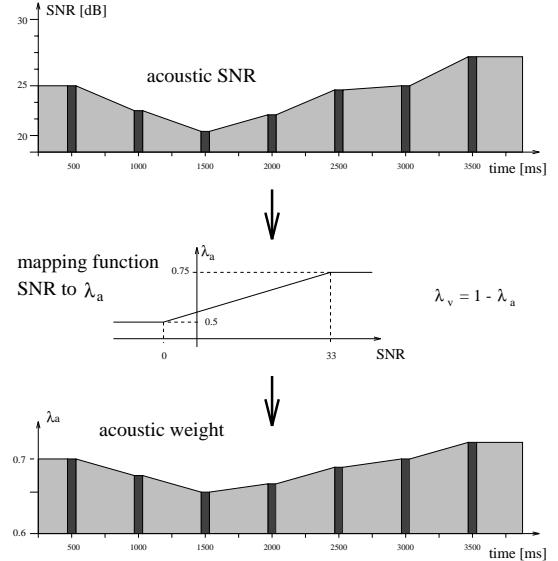 SNR [dB]
30
25
20
acoustic SNR
500 1000 1500 2000 2500 3000 3500
time [ms]
mapping function
SNR to λa
λa
0.75
0.5
0 33
SNR
λv = 1 - λa
λa
acoustic weight
0.7
0.6
500 1000 1500 2000 2500 3000 3500
time [ms]